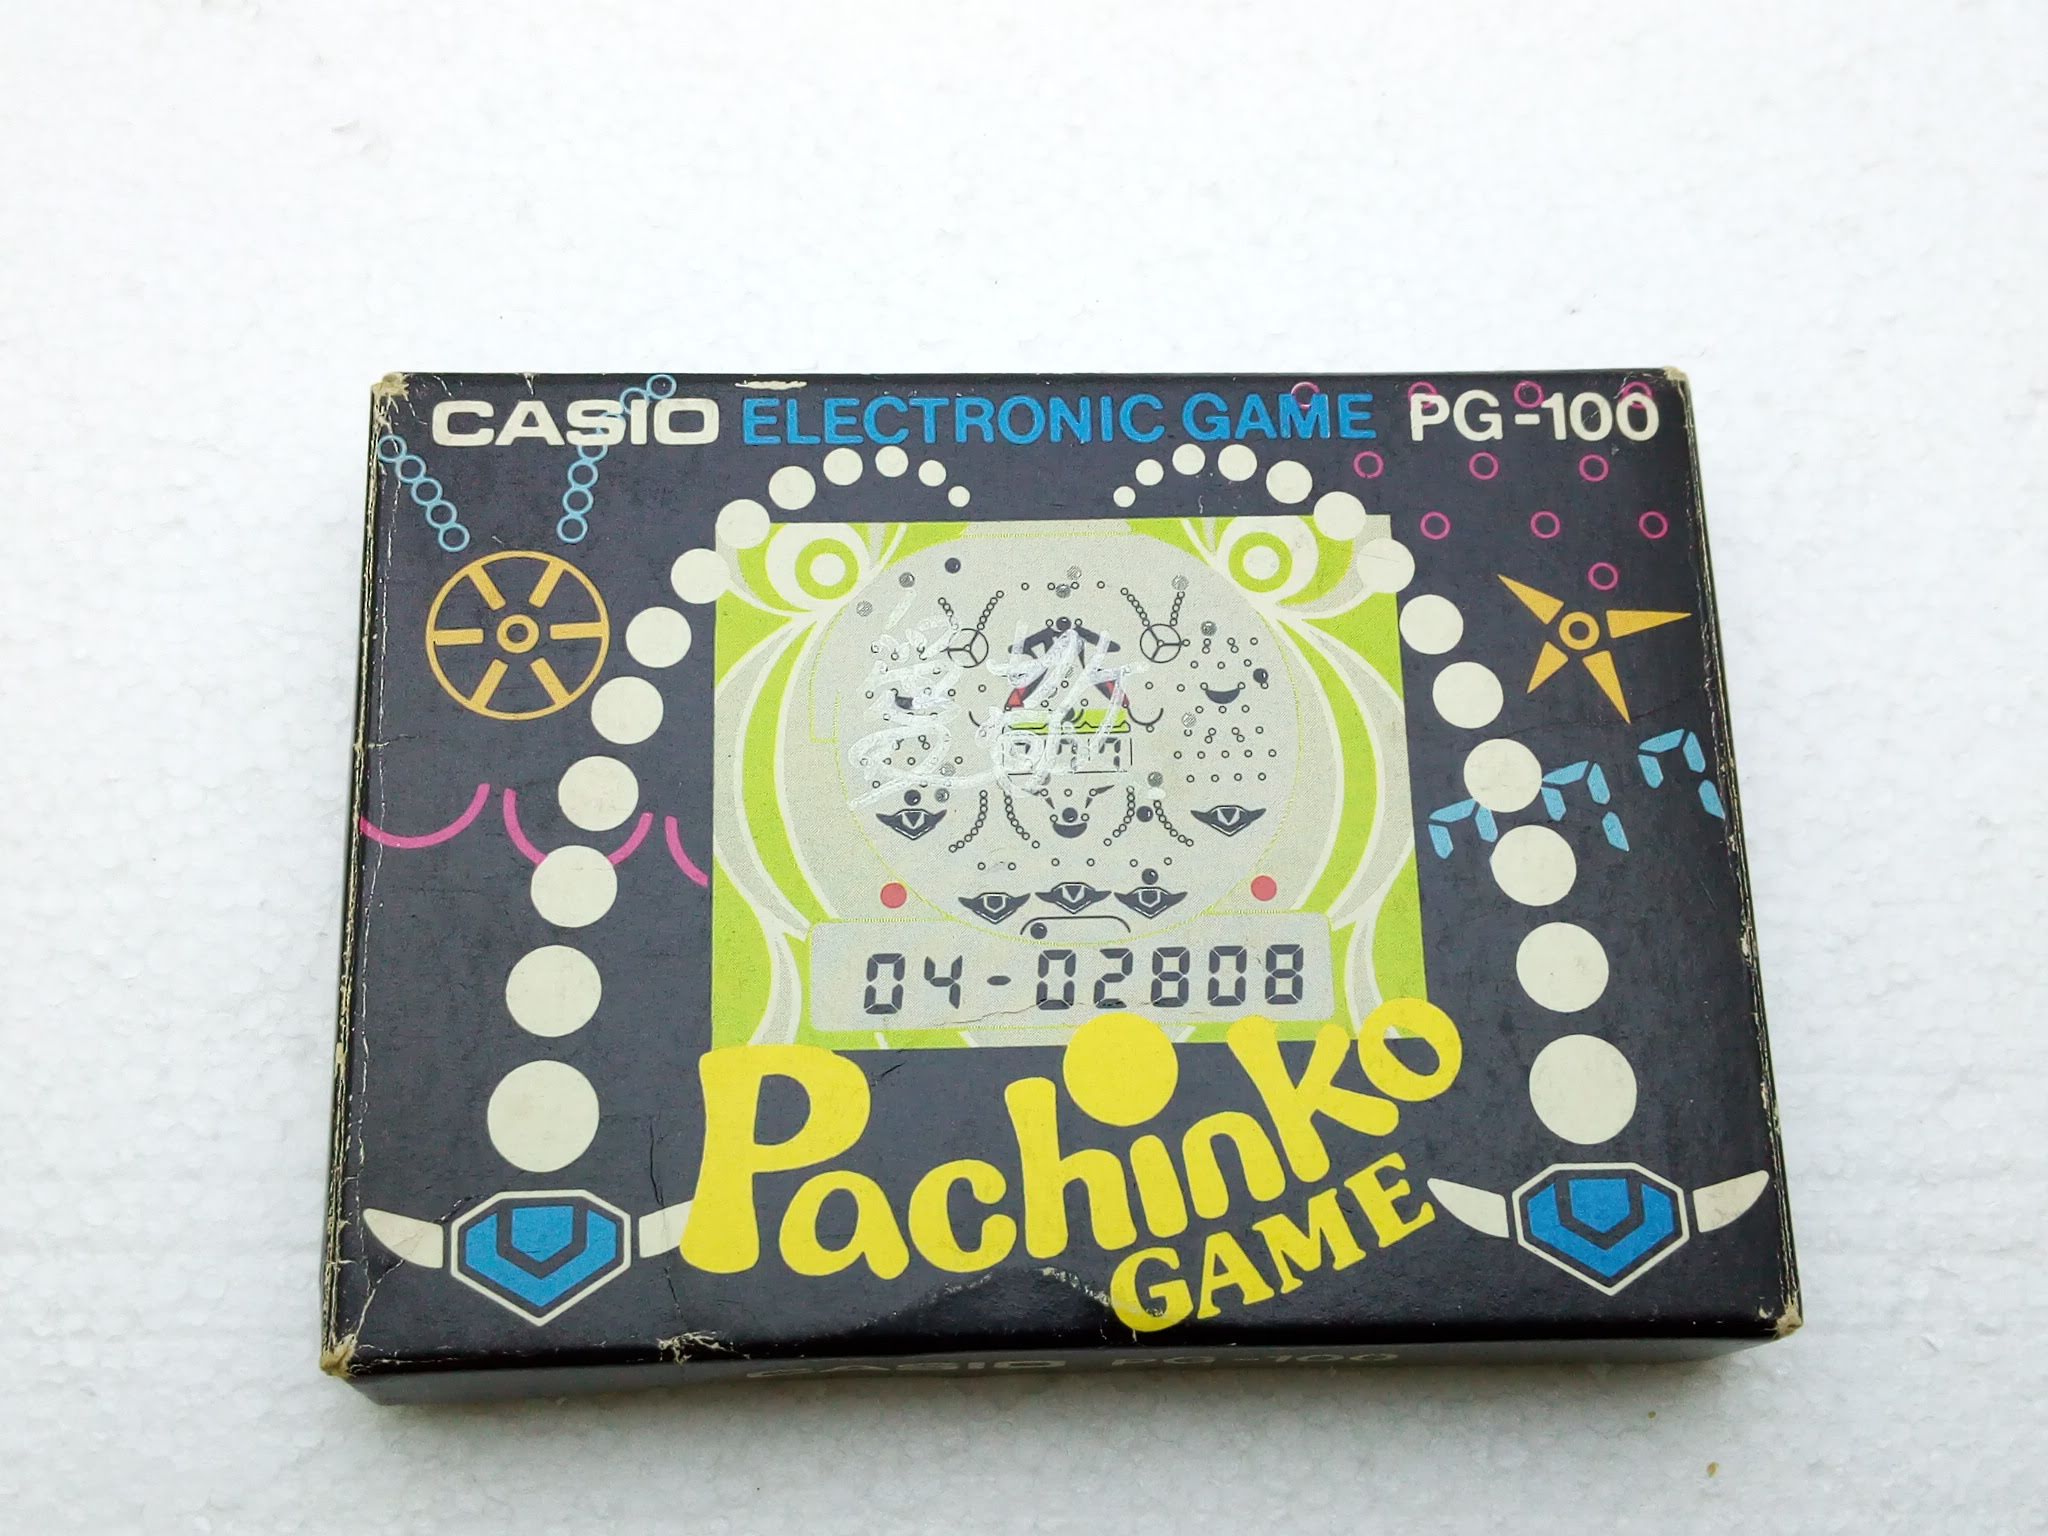 CASIO ELECTRONIC GAME PG-100
04-02808
Pachinko
GAME
CASIO PG-100